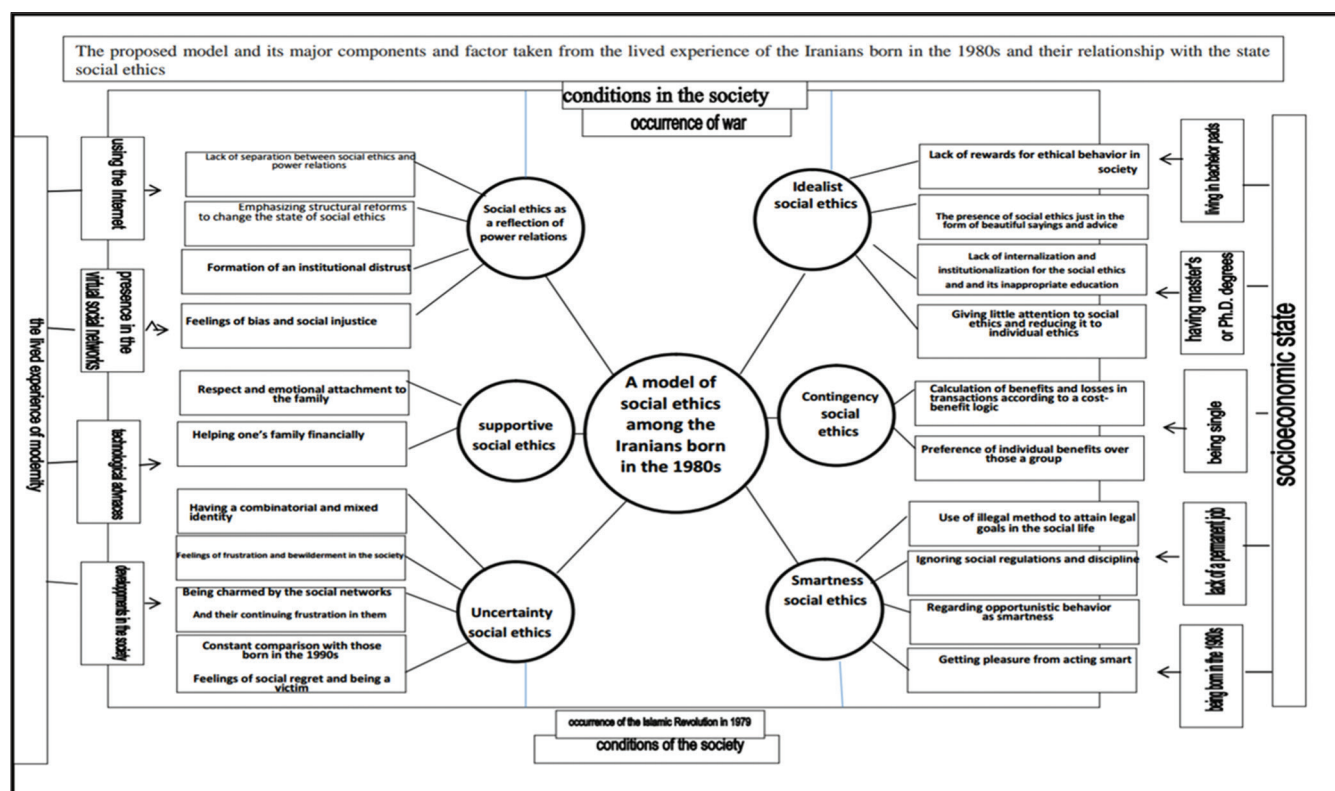 The proposed model and its major components and factor taken from the lived experience of the Iranians born in the 1980s and their relationship with the state
social ethics
conditions in the society
occurrence of war
the lived experience of modernity
using the Internet
presence in the
virtual social networks
technological advnaces
developments in the society
Lack of separation between social ethics and
power relations
Emphasizing structural reforms
to change the state of social ethics
Formation of an institutional distrust
Feelings of bias and social injustice
Social ethics as
a reflection of
power relations
Respect and emotional attachment to
the family
Helping one's family financially
supportive
social ethics
Having a combinatorial and mixed
identity
Feelings of frustration and bewilderment in the society
Being charmed by the social networks
And their continuing frustration in them
Constant comparison with those
born in the 1990s
Feelings of social regret and being a
victim
Uncertainty
social ethics
A model of
social ethics
among the
Iranians born
in the 1980s
Idealist
social ethics
Lack of rewards for ethical behavior in
society
The presence of social ethics just in the
form of beautiful sayings and advice
Lack of internalization and
institutionalization for the social ethics
and and its inappropriate education
Giving little attention to social
ethics and reducing it to
individual ethics
Contingency
social
ethics
Calculation of benefits and losses in
transactions according to a cost-
benefit logic
Preference of individual benefits over
those a group
Smartness
social ethics
Use of illegal method to attain legal
goals in the social life
Ignoring social regulations and discipline
Regarding opportunistic behavior
as smartness
Getting pleasure from acting smart
living in bachelor pads
having master's
or Ph.D. degrees
being single
lack of a permanent job
being born in the 1980s
socioeconomic state
occurrence of the Islamic Revolution in 1979
conditions of the society